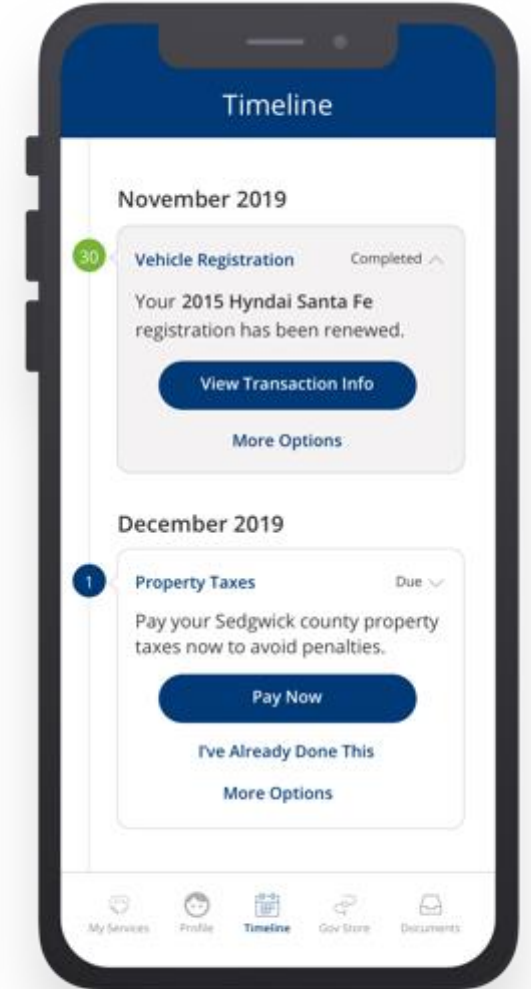 Timeline
November 2019
30
Vehicle Registration Completed
Your 2015 Hyndai Santa Fe
registration has been renewed.
View Transaction Info
More Options
December 2019
1
Property Taxes Due
Pay your Sedgwick county property
taxes now to avoid penalties.
Pay Now
I've Already Done This
More Options
My Services Profile Timeline Gov Store Documents